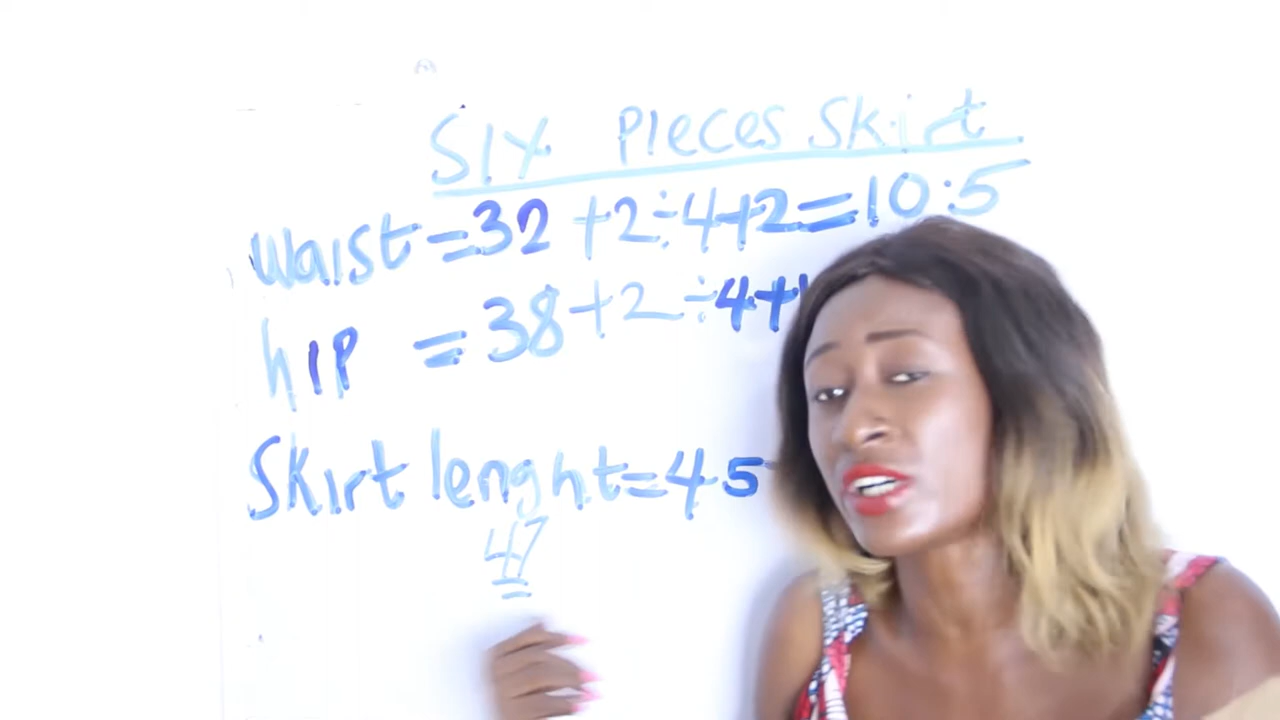 SIX PIECES Skirt
Waist = 32 +2÷4+2=10.5
hIP = 38+2÷4+
Skirt lenght=45
47